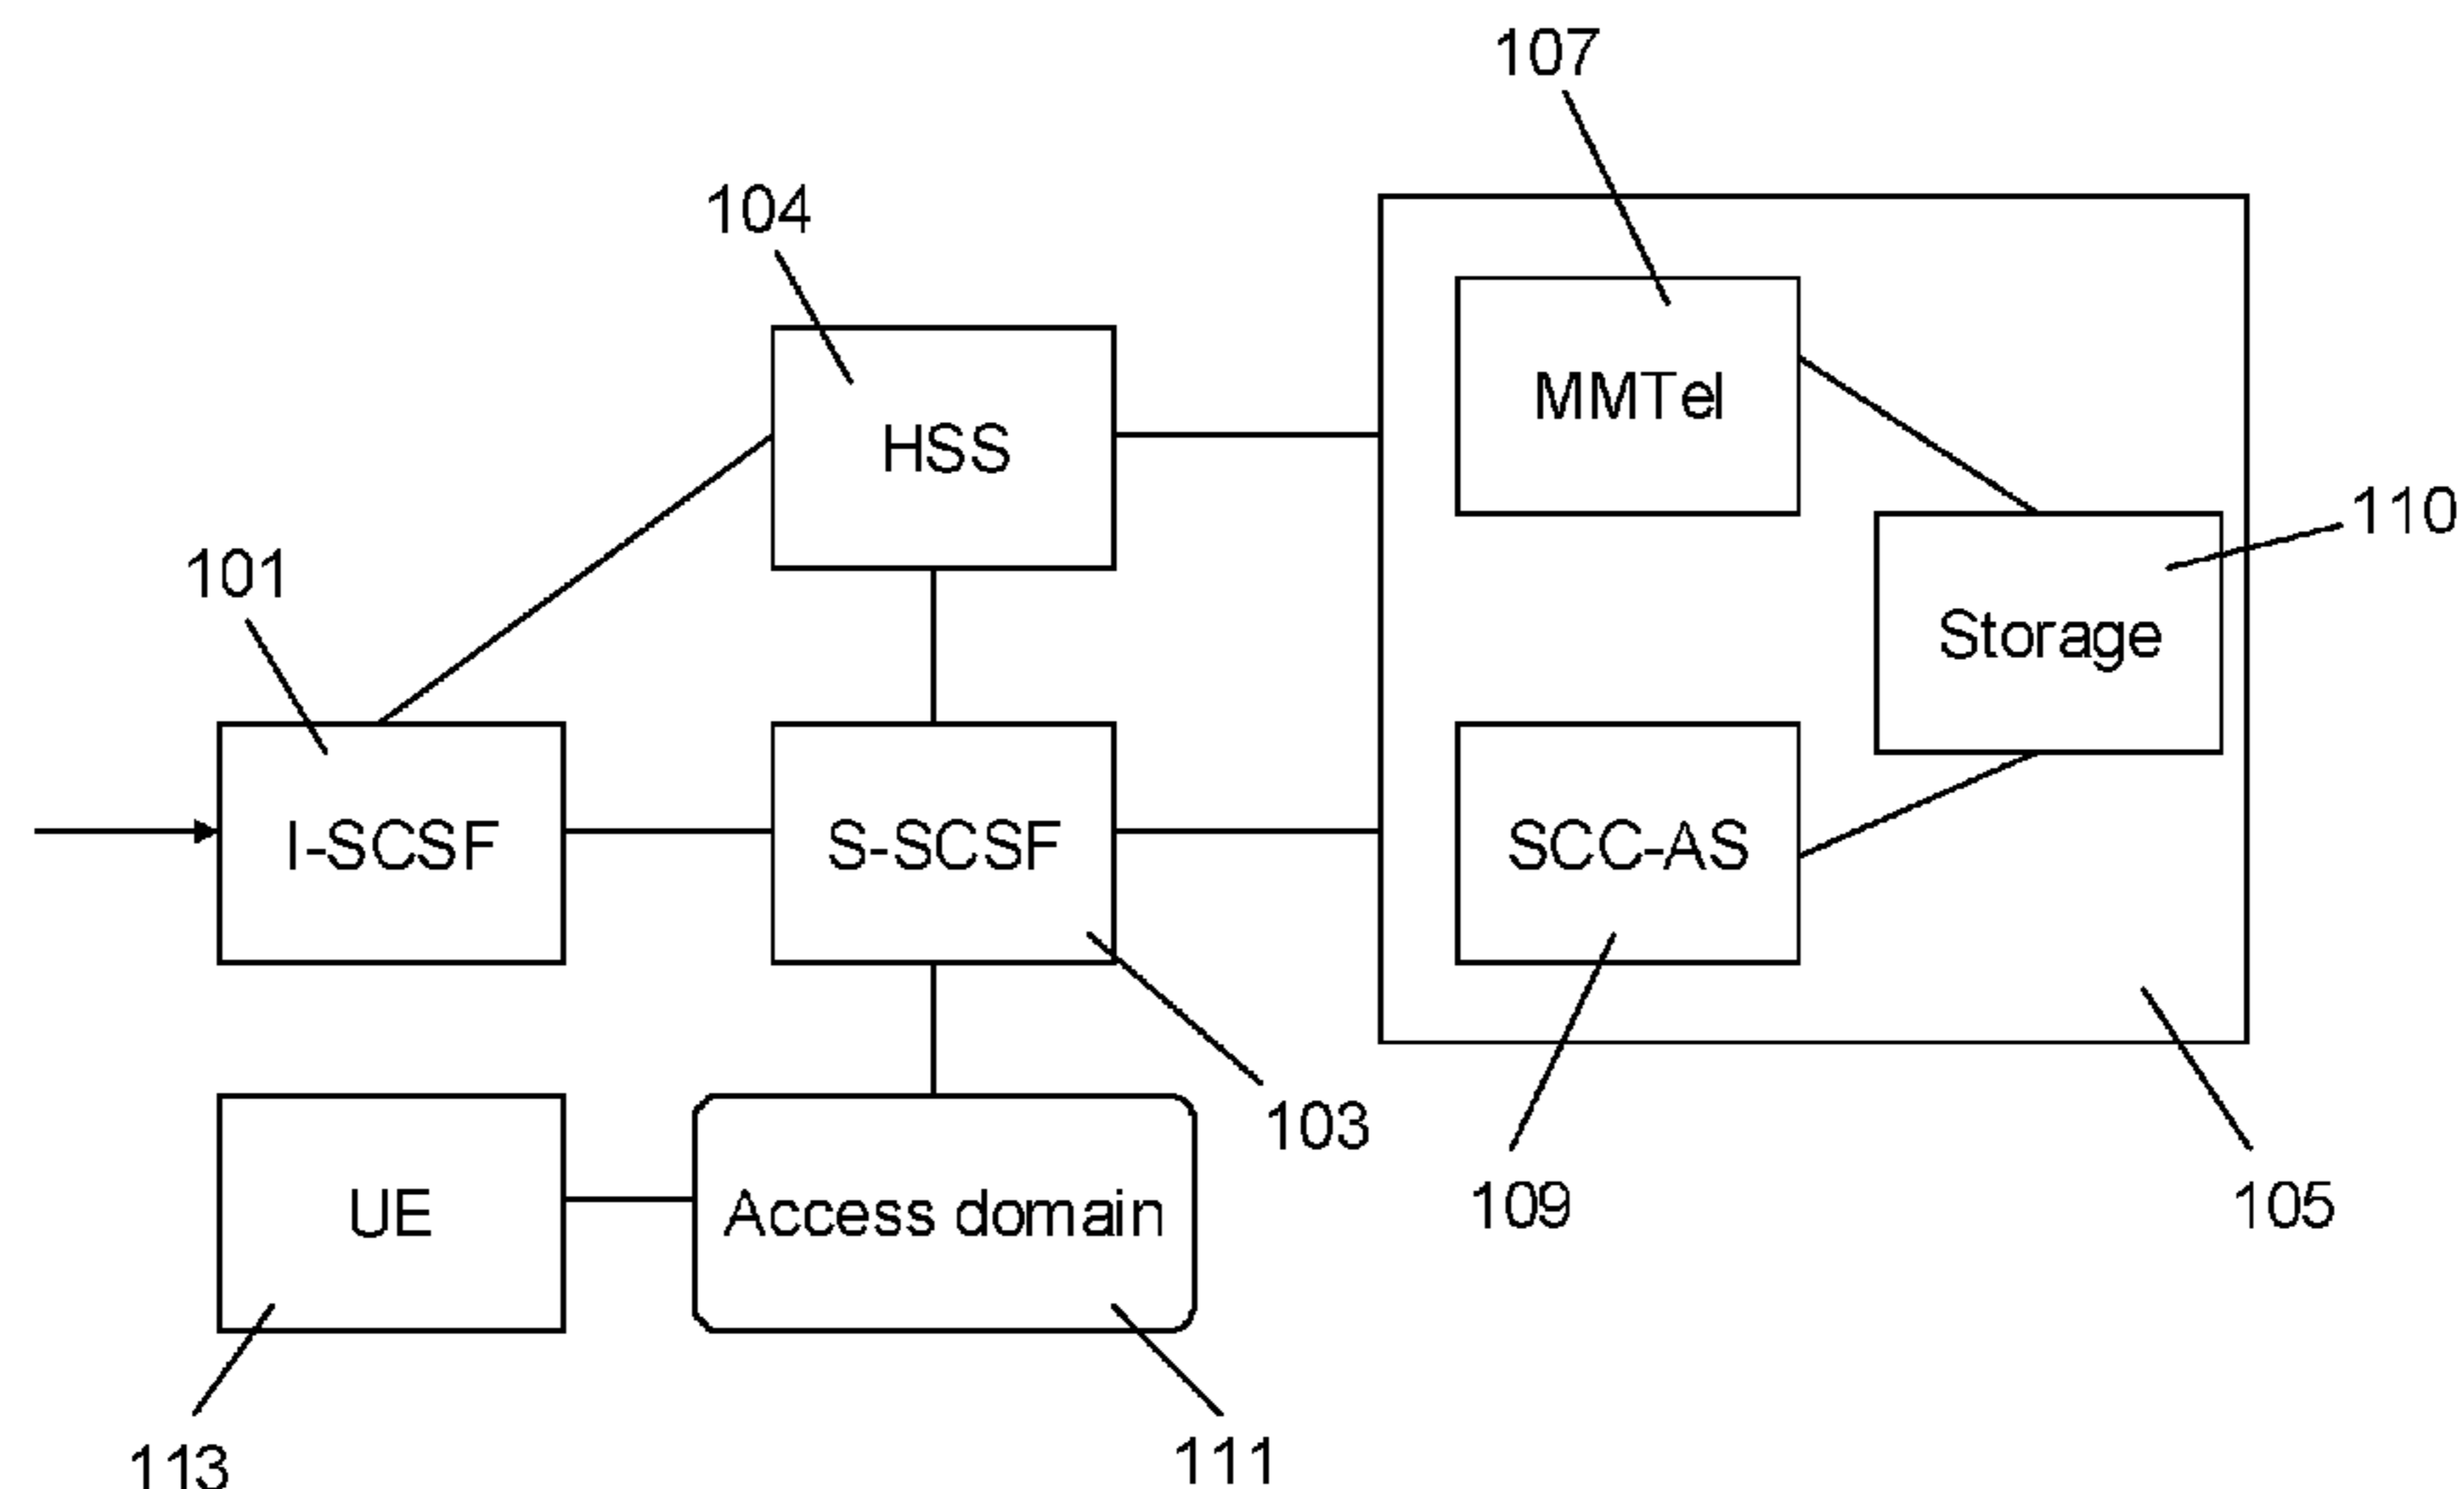 107
104
MMTel
HSS
110
101
Storage
I-SCSF
S-SCSF
SCC-AS
103
UE
Access domain
109
105
113
111